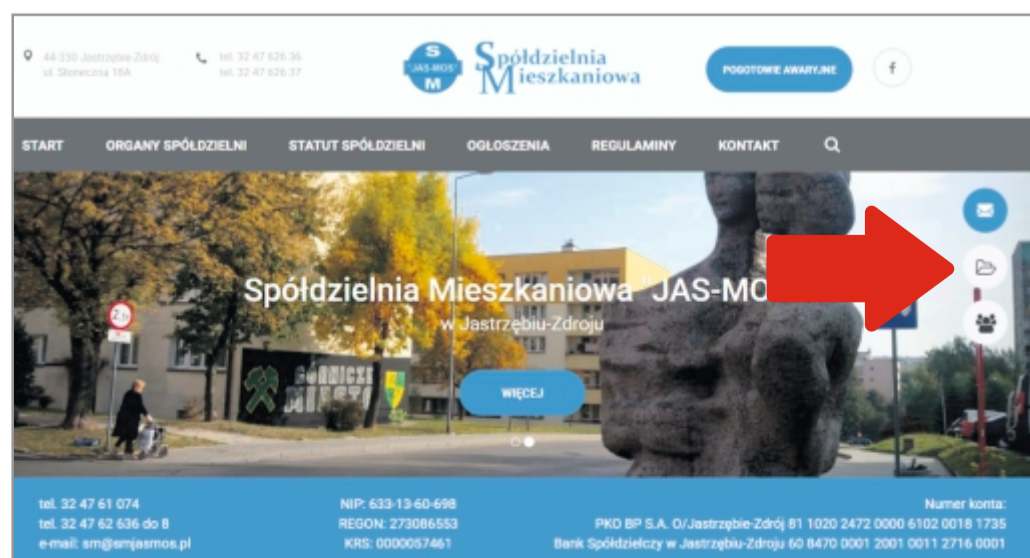 44-330 Jastrzębie-Zdrój
ul. Słoneczna 18A
tel. 32 47 626 36
tel. 32 47 626 37
S
"JAS-MOS"
M
Spółdzielnia
Mieszkaniowa
POGOTOWIE AWARYJNE
f
START ORGANY SPÓŁDZIELNI STATUT SPÓŁDZIELNI OGŁOSZENIA REGULAMINY KONTAKT
Spółdzielnia Mieszkaniowa "JAS-MO
w Jastrzębiu-Zdroju
GÓRNICZE
MIASTO
WIĘCEJ
tel. 32 47 61 074
tel. 32 47 62 636 do 8
e-mail: sm@smjasmos.pl
NIP: 633-13-60-698
REGON: 273086553
KRS: 0000057461
Numer konta:
PKO BP S.A. O/Jastrzębie-Zdrój 81 1020 2472 0000 6102 0018 1735
Bank Spółdzielczy w Jastrzębiu-Zdroju 60 8470 0001 2001 0011 2716 0001